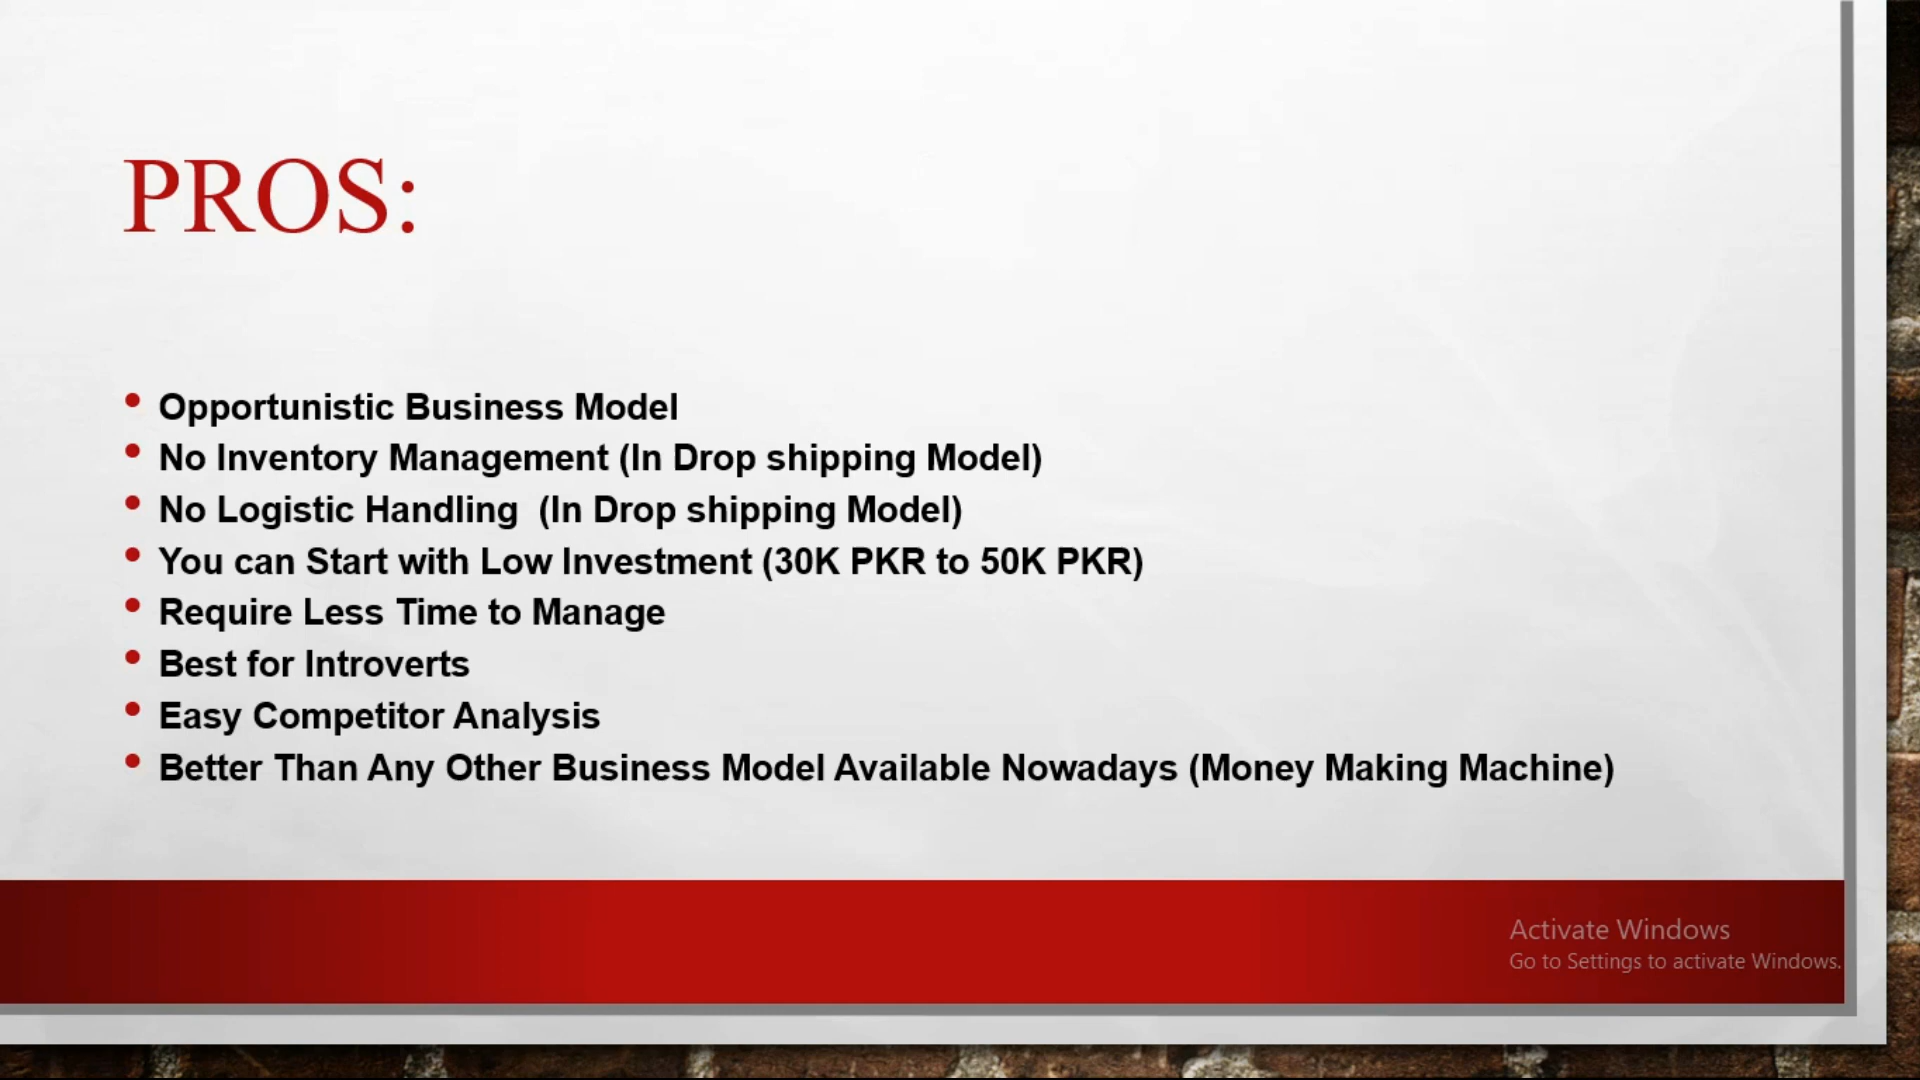 PROS:
• Opportunistic Business Model
• No Inventory Management (In Drop shipping Model)
• No Logistic Handling  (In Drop shipping Model)
• You can Start with Low Investment (30K PKR to 50K PKR)
• Require Less Time to Manage
• Best for Introverts
• Easy Competitor Analysis
• Better Than Any Other Business Model Available Nowadays (Money Making Machine)
Activate Windows
Go to Settings to activate Windows.